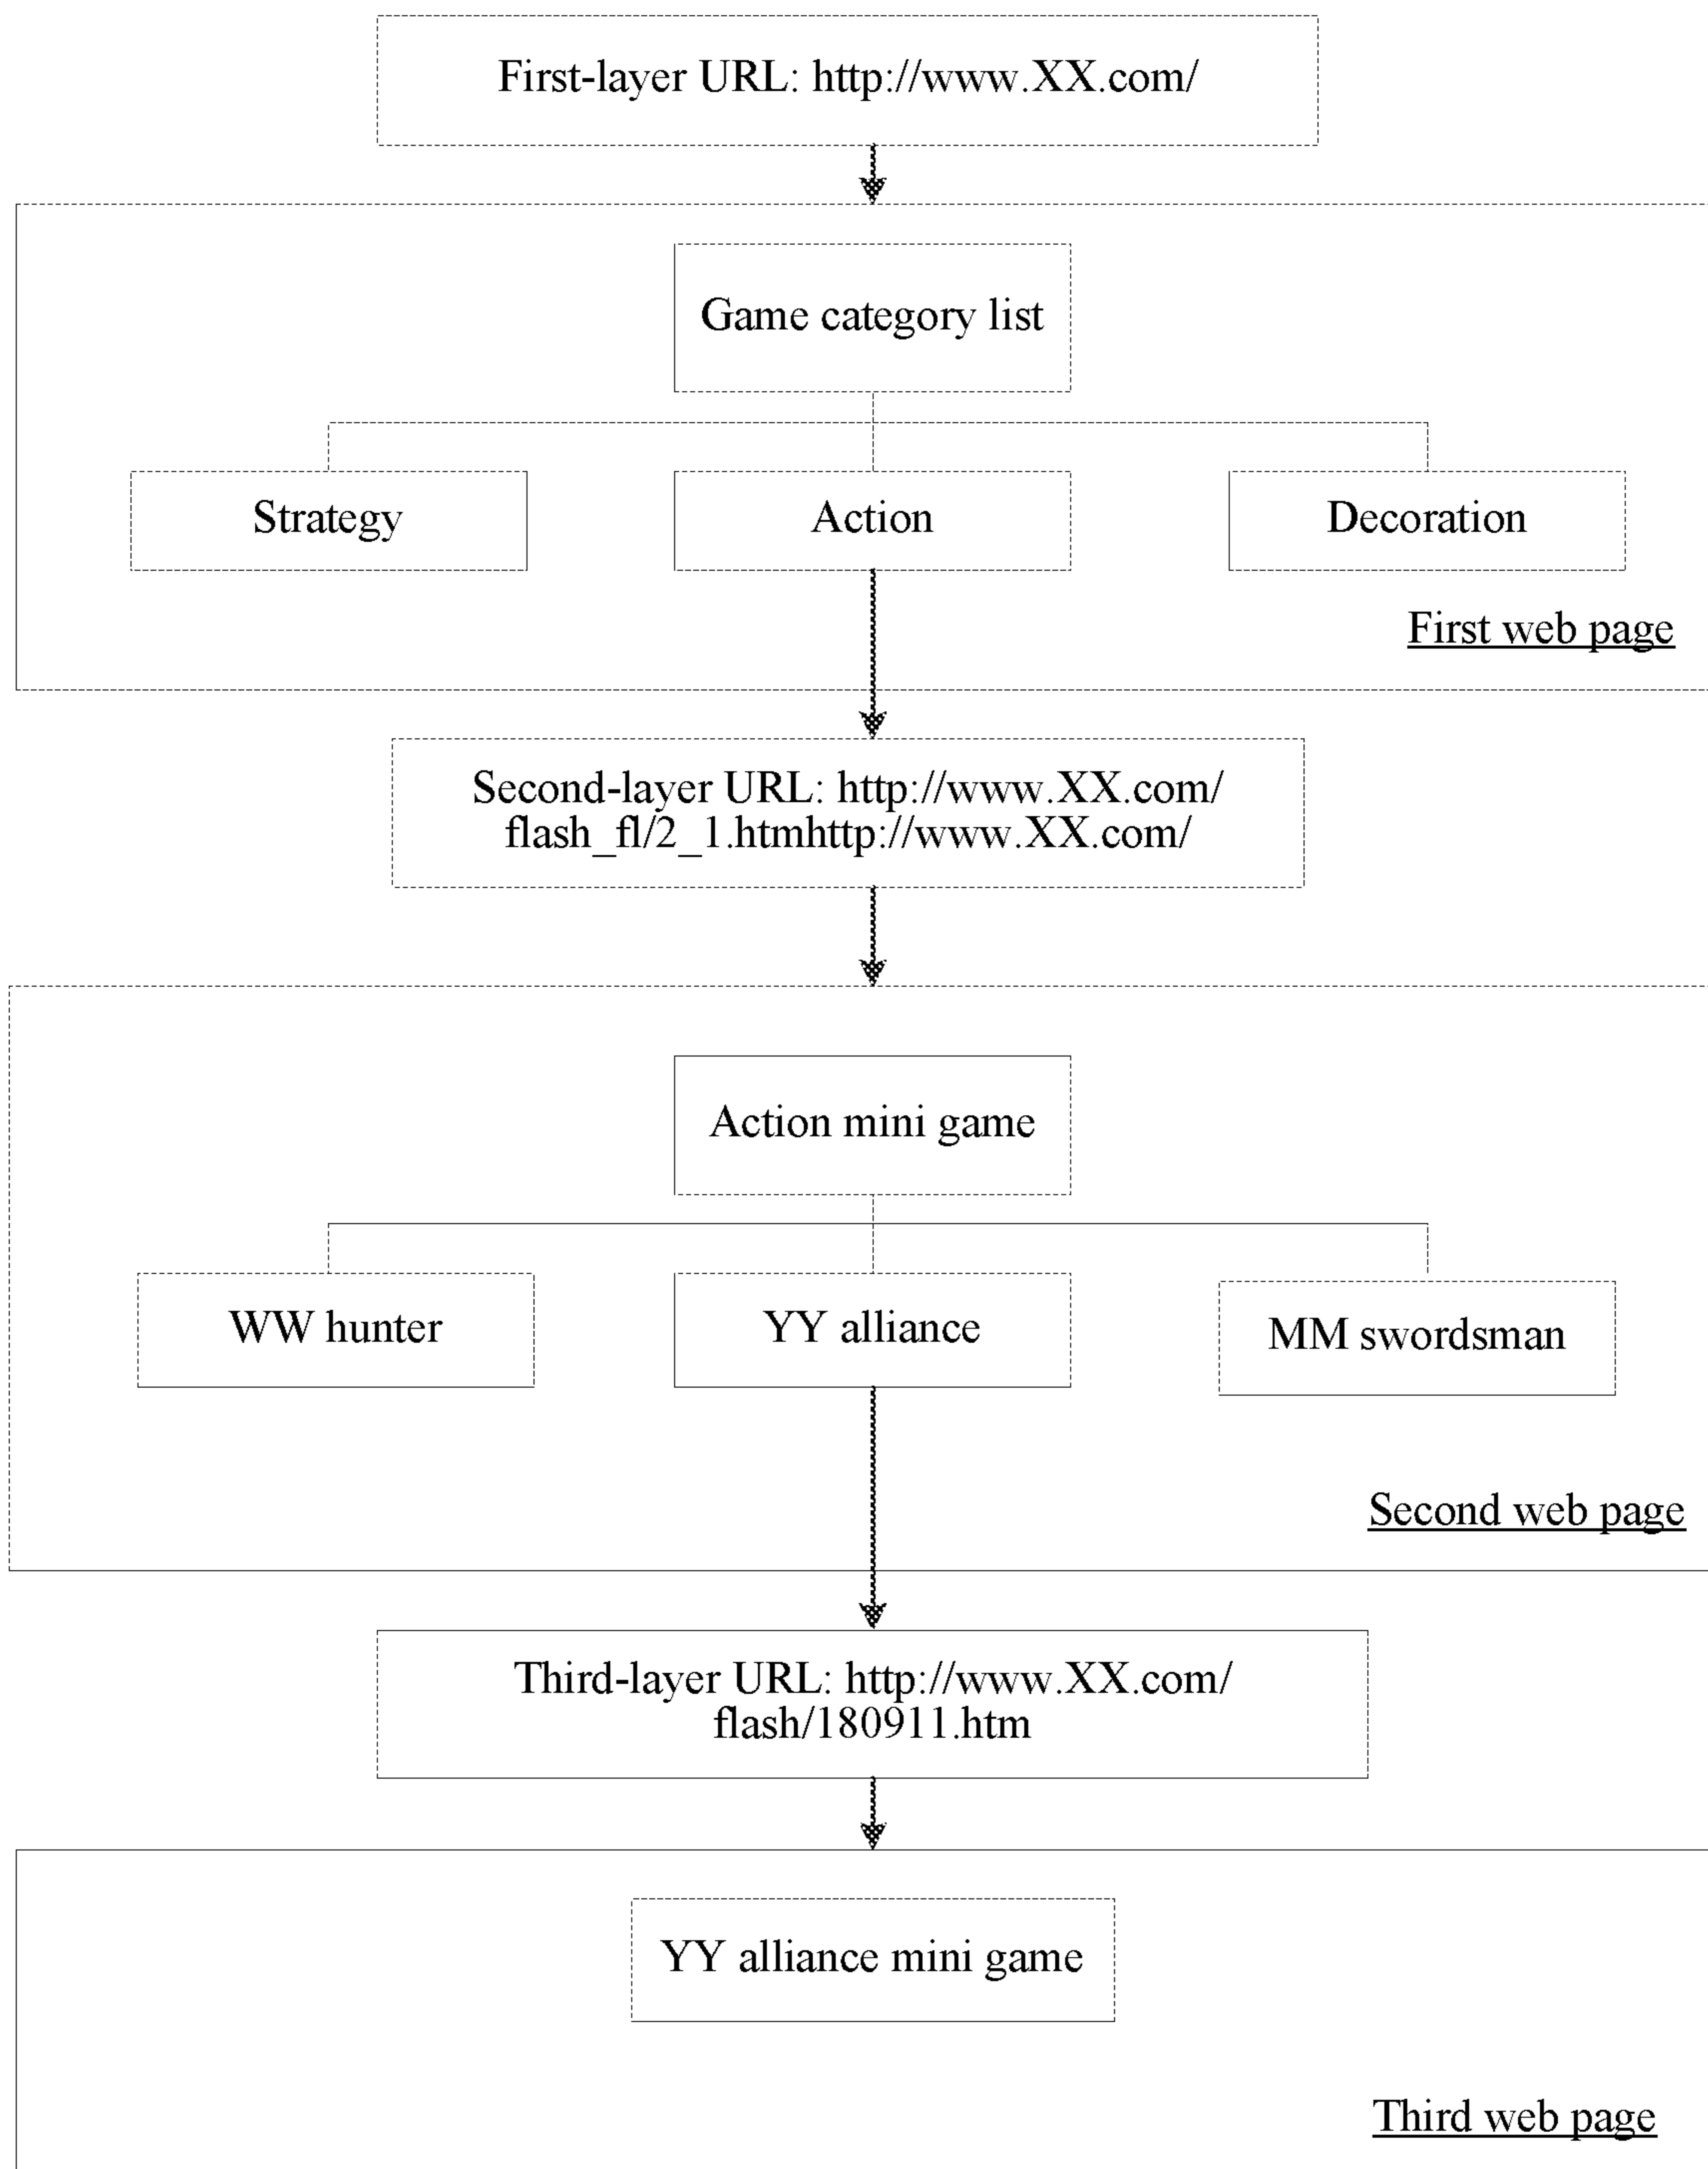 First-layer URL: http://www.XX.com/
Game category list
Strategy
Action
Decoration
First web page
Second-layer URL: http://www.XX.com/
flash_fl/2_1.htmhttp://www.XX.com/
Action mini game
WW hunter
YY alliance
MM swordsman
Second web page
Third-layer URL: http://www.XX.com/
flash/180911.htm
YY alliance mini game
Third web page